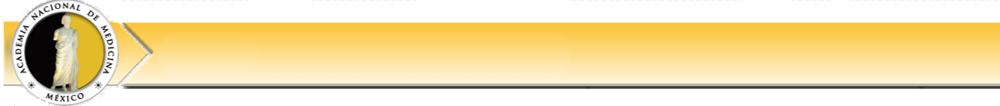 ACADEMIA NACIONAL DE MEDICINA
* MÉXICO *